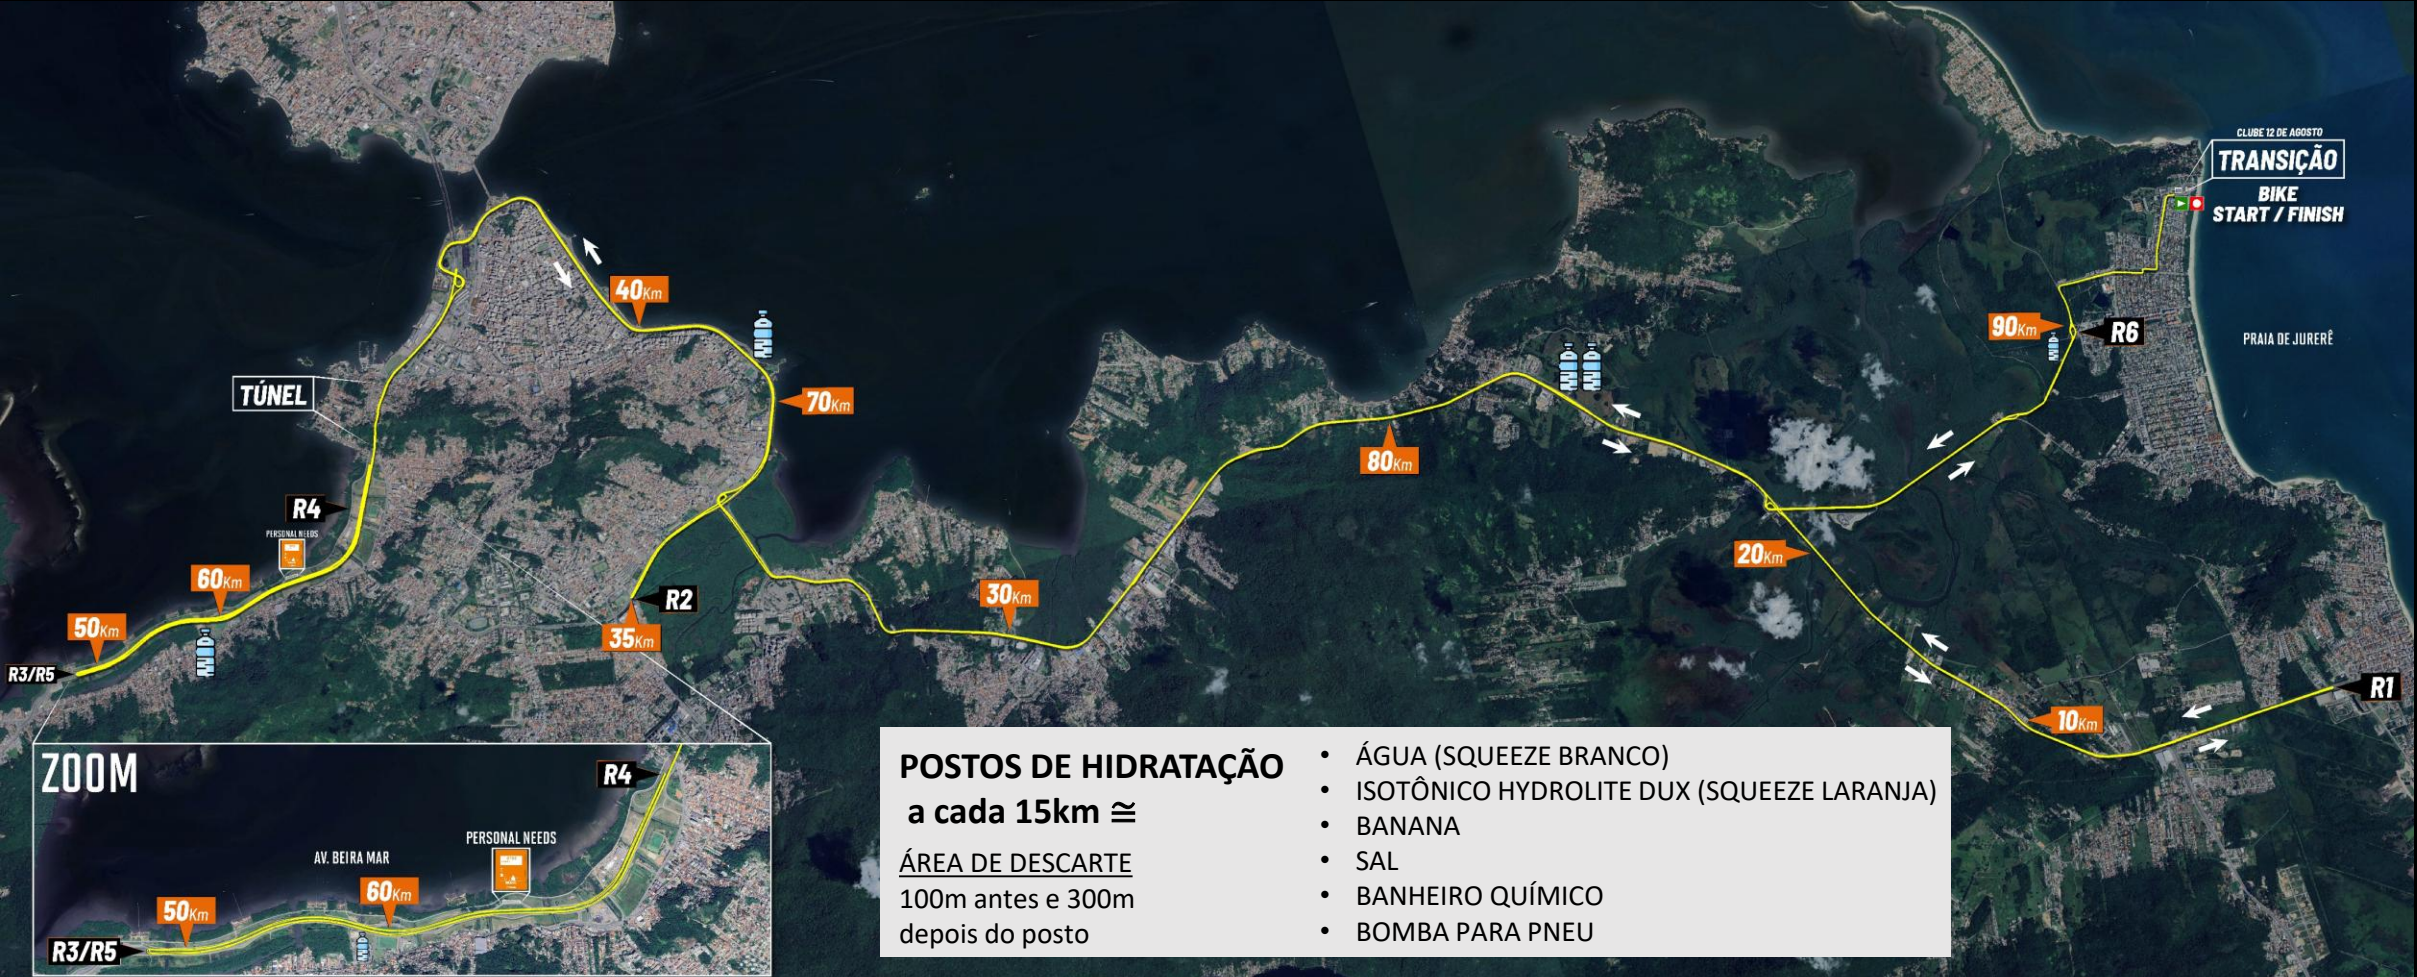 CLUBE 12 DE AGOSTO
TRANSIÇÃO
BIKE
START / FINISH
PRAIA DE JURERÊ
90Km
R6
40Km
70Km
TÚNEL
80Km
R4
PERSONAL NEEDS
20Km
60Km
30Km
R2
35Km
50Km
R3/R5
R1
10Km
ZOOM
R4
PERSONAL NEEDS
AV. BEIRA MAR
60Km
50Km
R3/R5
POSTOS DE HIDRATAÇÃO
a cada 15km ≅
ÁREA DE DESCARTE
100m antes e 300m
depois do posto
• ÁGUA (SQUEEZE BRANCO)
• ISOTÔNICO HYDROLITE DUX (SQUEEZE LARANJA)
• BANANA
• SAL
• BANHEIRO QUÍMICO
• BOMBA PARA PNEU